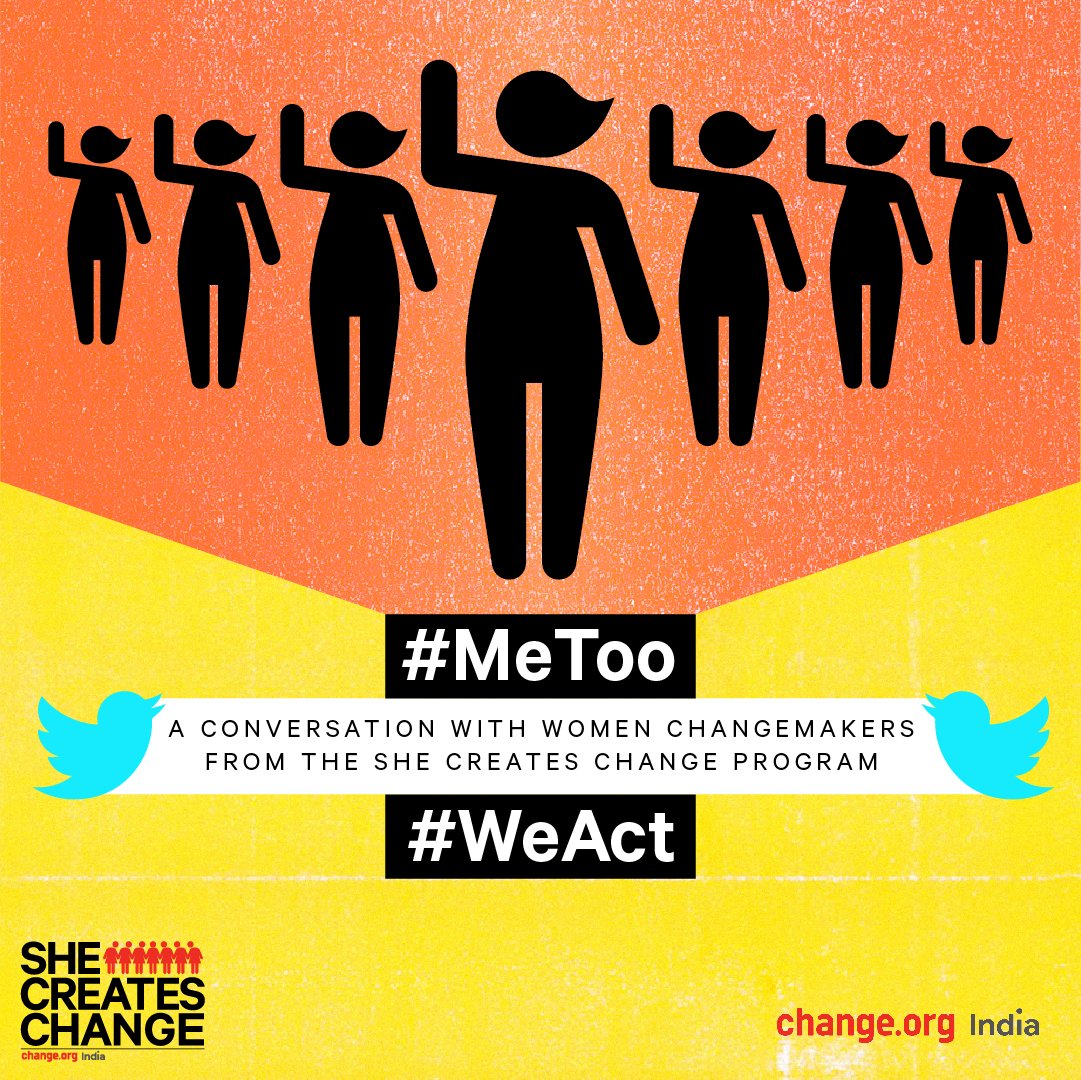 #MeToo
A CONVERSATION WITH WOMEN CHANGEMAKERS
FROM THE SHE CREATES CHANGE PROGRAM
#WeAct
SHE
CREATES
CHANGE
change.org India
change.org India